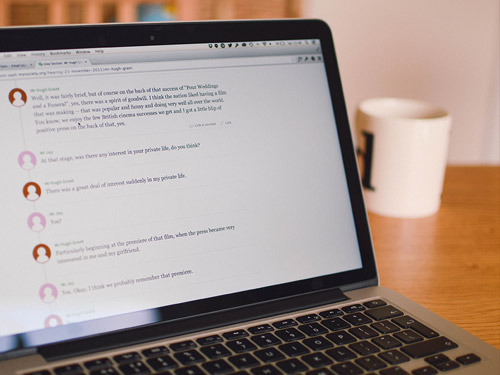 History Bookmarks Window Help
Mr Hugh Grant
Well, it was fairly brief, but of course on the back of that success of "Four Weddings
and a Funeral", yes, there was a spirit of goodwill. I think the nation liked having a film
that was making -- that was popular and funny and doing very well all over the world.
You know, we enjoy the few British cinema successes we get and I got a little blip of
positive press on the back of that, yes.
Mr Jay
At that stage, was there any interest in your private life, do you think?
Mr Hugh Grant
There was a great deal of interest suddenly in my private life.
Mr Jay
You?
Mr Hugh Grant
Particularly beginning at the premiere of that film, when the press became very
interested in me and my girlfriend.
Mr Jay
Yes. Okay, I think we probably remember that premiere.